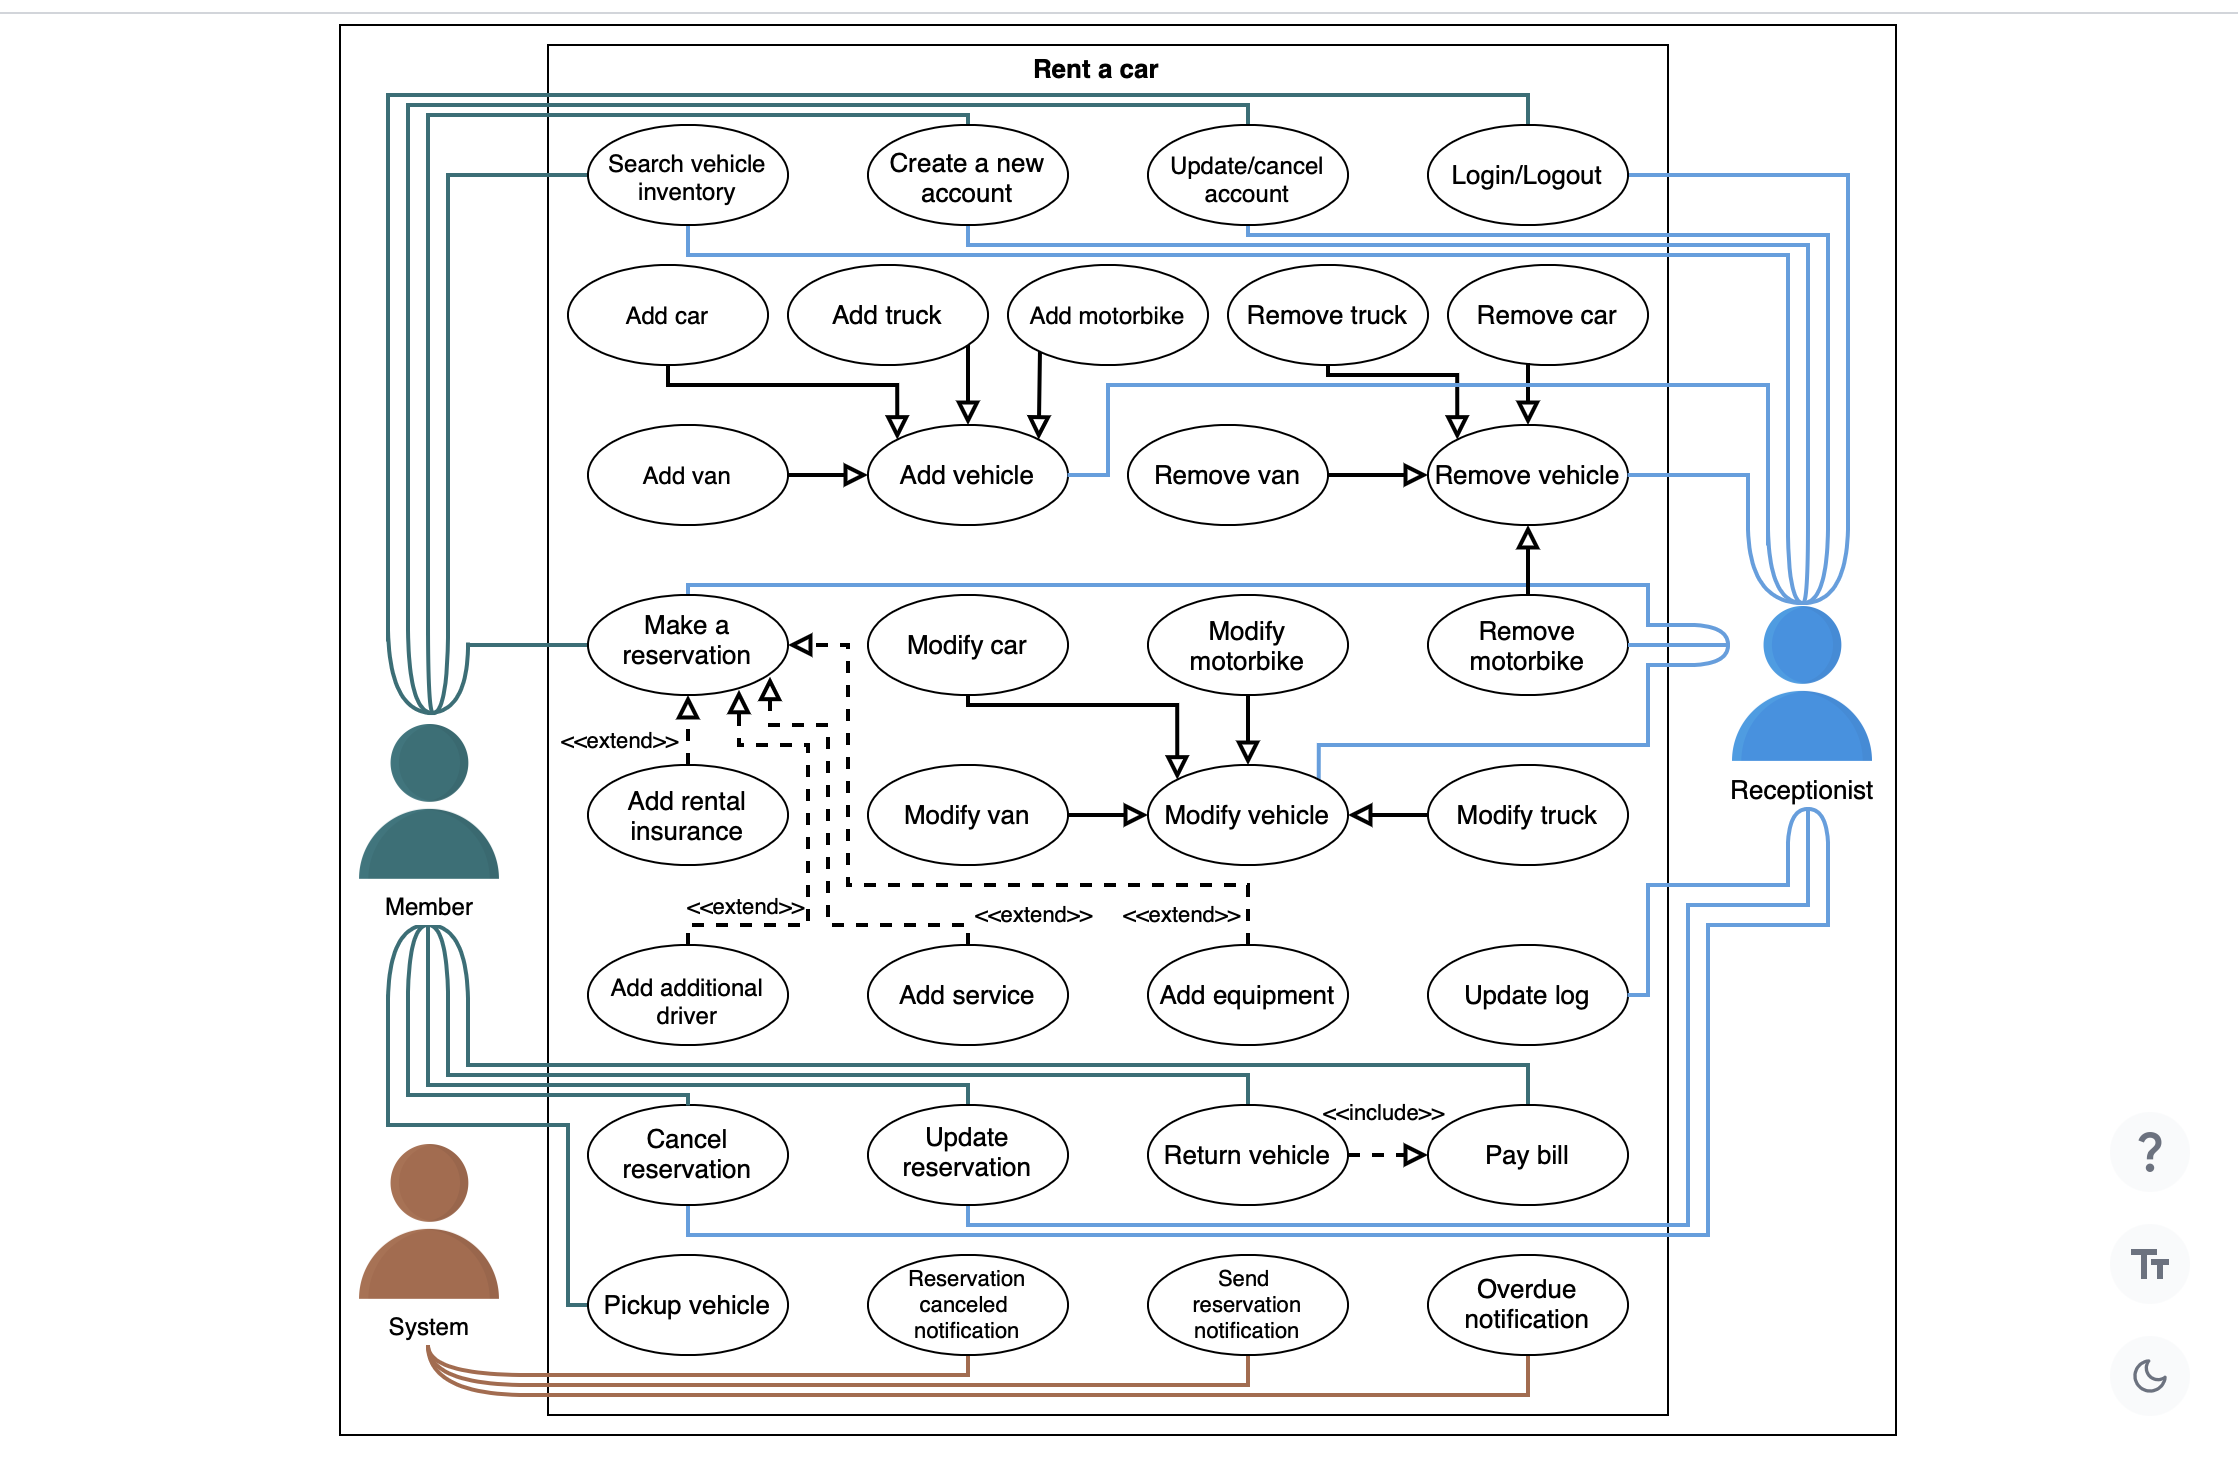 Rent a car
Search vehicle
inventory
Create a new
account
Update/cancel
account
Login/Logout
Add car
Add truck
Add motorbike
Remove truck
Remove car
Add van
Add vehicle
Remove van
Remove vehicle
Make a
reservation
Modify car
Modify
motorbike
Remove
motorbike
<<extend>>
Receptionist
Add rental
insurance
Modify van
Modify vehicle
Modify truck
Member
<<extend>>
<<extend>>
<<extend>>
Add additional
driver
Add service
Add equipment
Update log
<<include>>
Cancel
reservation
Update
reservation
Return vehicle
Pay bill
System
Pickup vehicle
Reservation
canceled
notification
Send
reservation
notification
Overdue
notification
?
TT